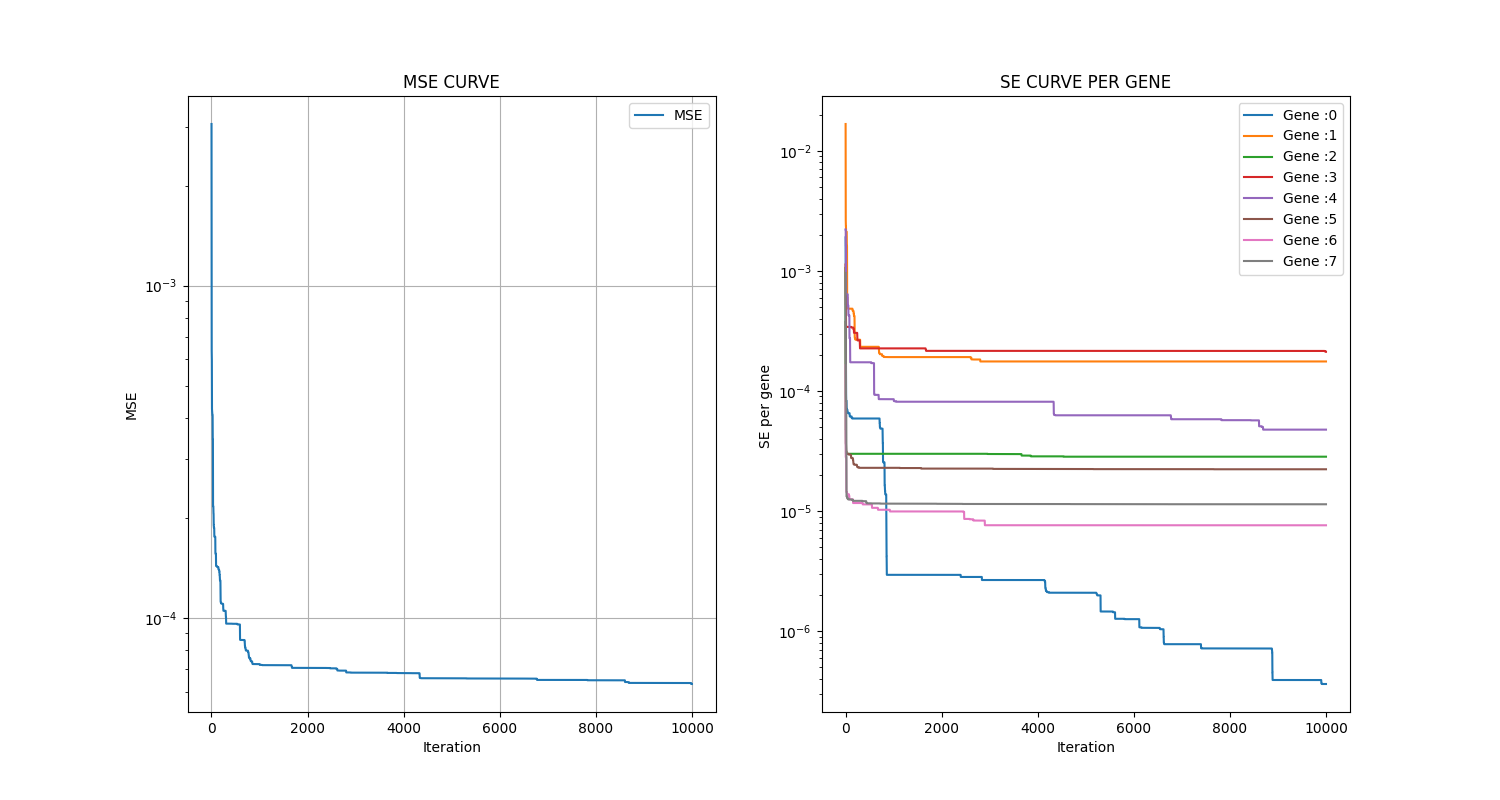 MSE CURVE
MSE
10⁻³
10⁻⁴
MSE
0
2000
4000
6000
8000
10000
Iteration
SE CURVE PER GENE
Gene :0
Gene :1
Gene :2
Gene :3
Gene :4
Gene :5
Gene :6
Gene :7
10⁻²
10⁻³
10⁻⁴
10⁻⁵
10⁻⁶
SE per gene
0
2000
4000
6000
8000
10000
Iteration